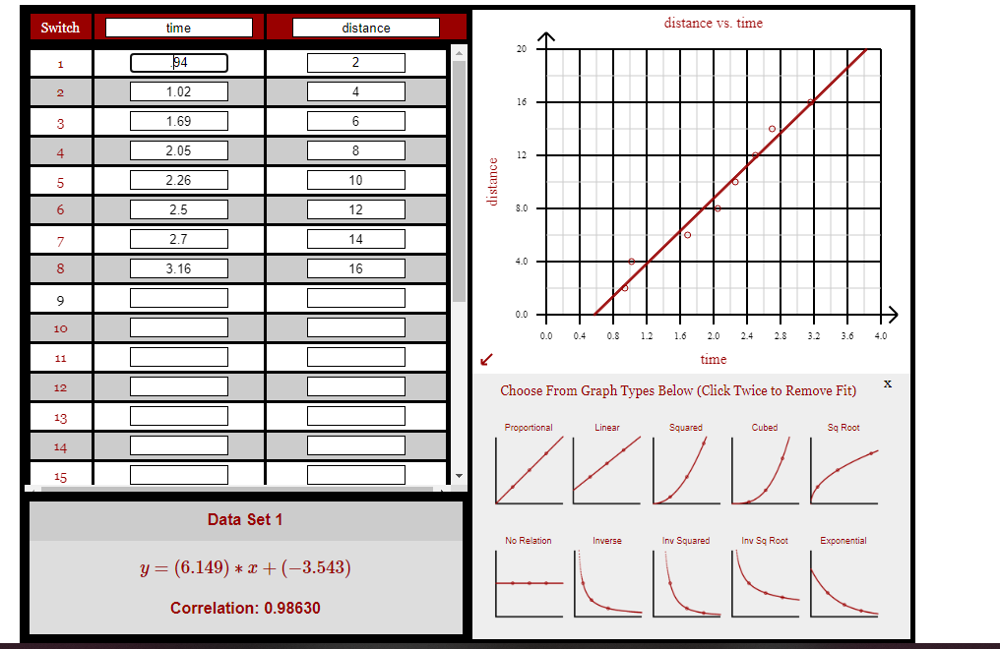 Switch time distance
1 .94 2
2 1.02 4
3 1.69 6
4 2.05 8
5 2.26 10
6 2.5 12
7 2.7 14
8 3.16 16
9
10
11
12
13
14
15
Data Set 1
y = (6.149) ∗ x + (−3.543)
Correlation: 0.98630
distance vs. time
distance
20
16
12
8.0
4.0
0.0
0.0 0.4 0.8 1.2 1.6 2.0 2.4 2.8 3.2 3.6 4.0
time
Choose From Graph Types Below (Click Twice to Remove Fit) x
Proportional Linear Squared Cubed Sq Root
No Relation Inverse Inv Squared Inv Sq Root Exponential